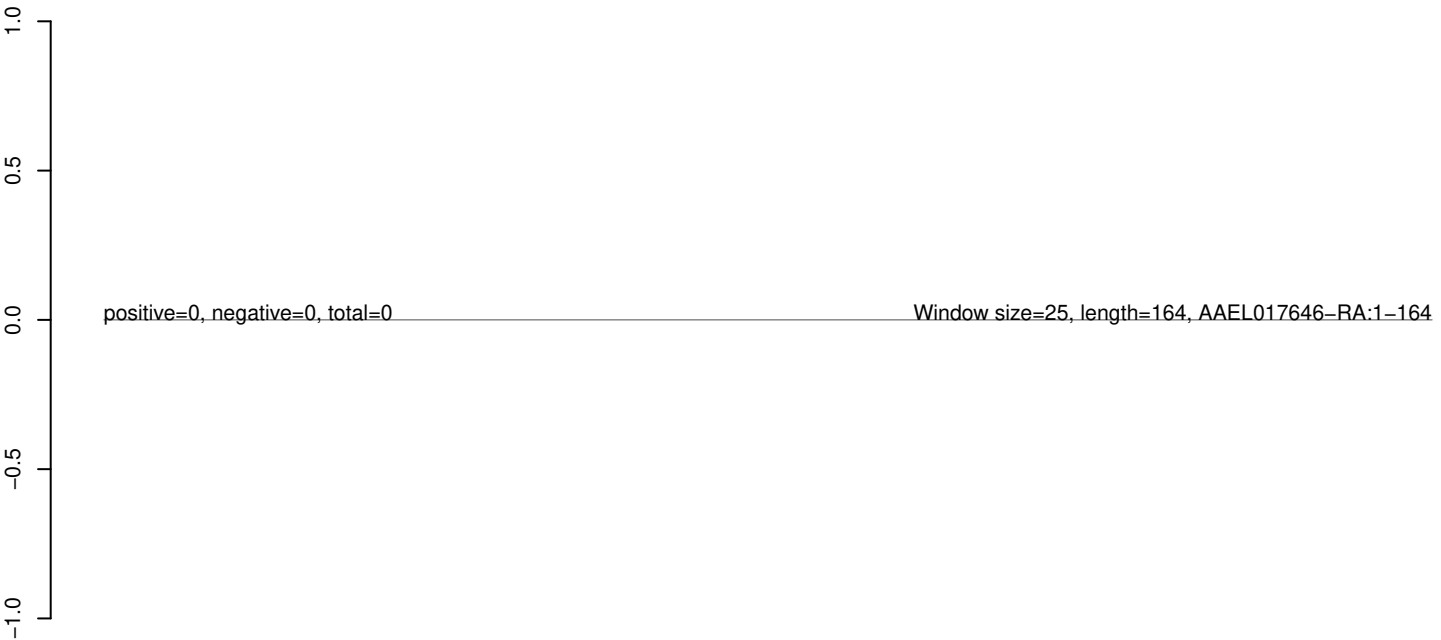 1.0
0.5
positive=0, negative=0, total=0
Window size=25, length=164, AAEL017646−RA:1−164
0.0
−0.5
−1.0